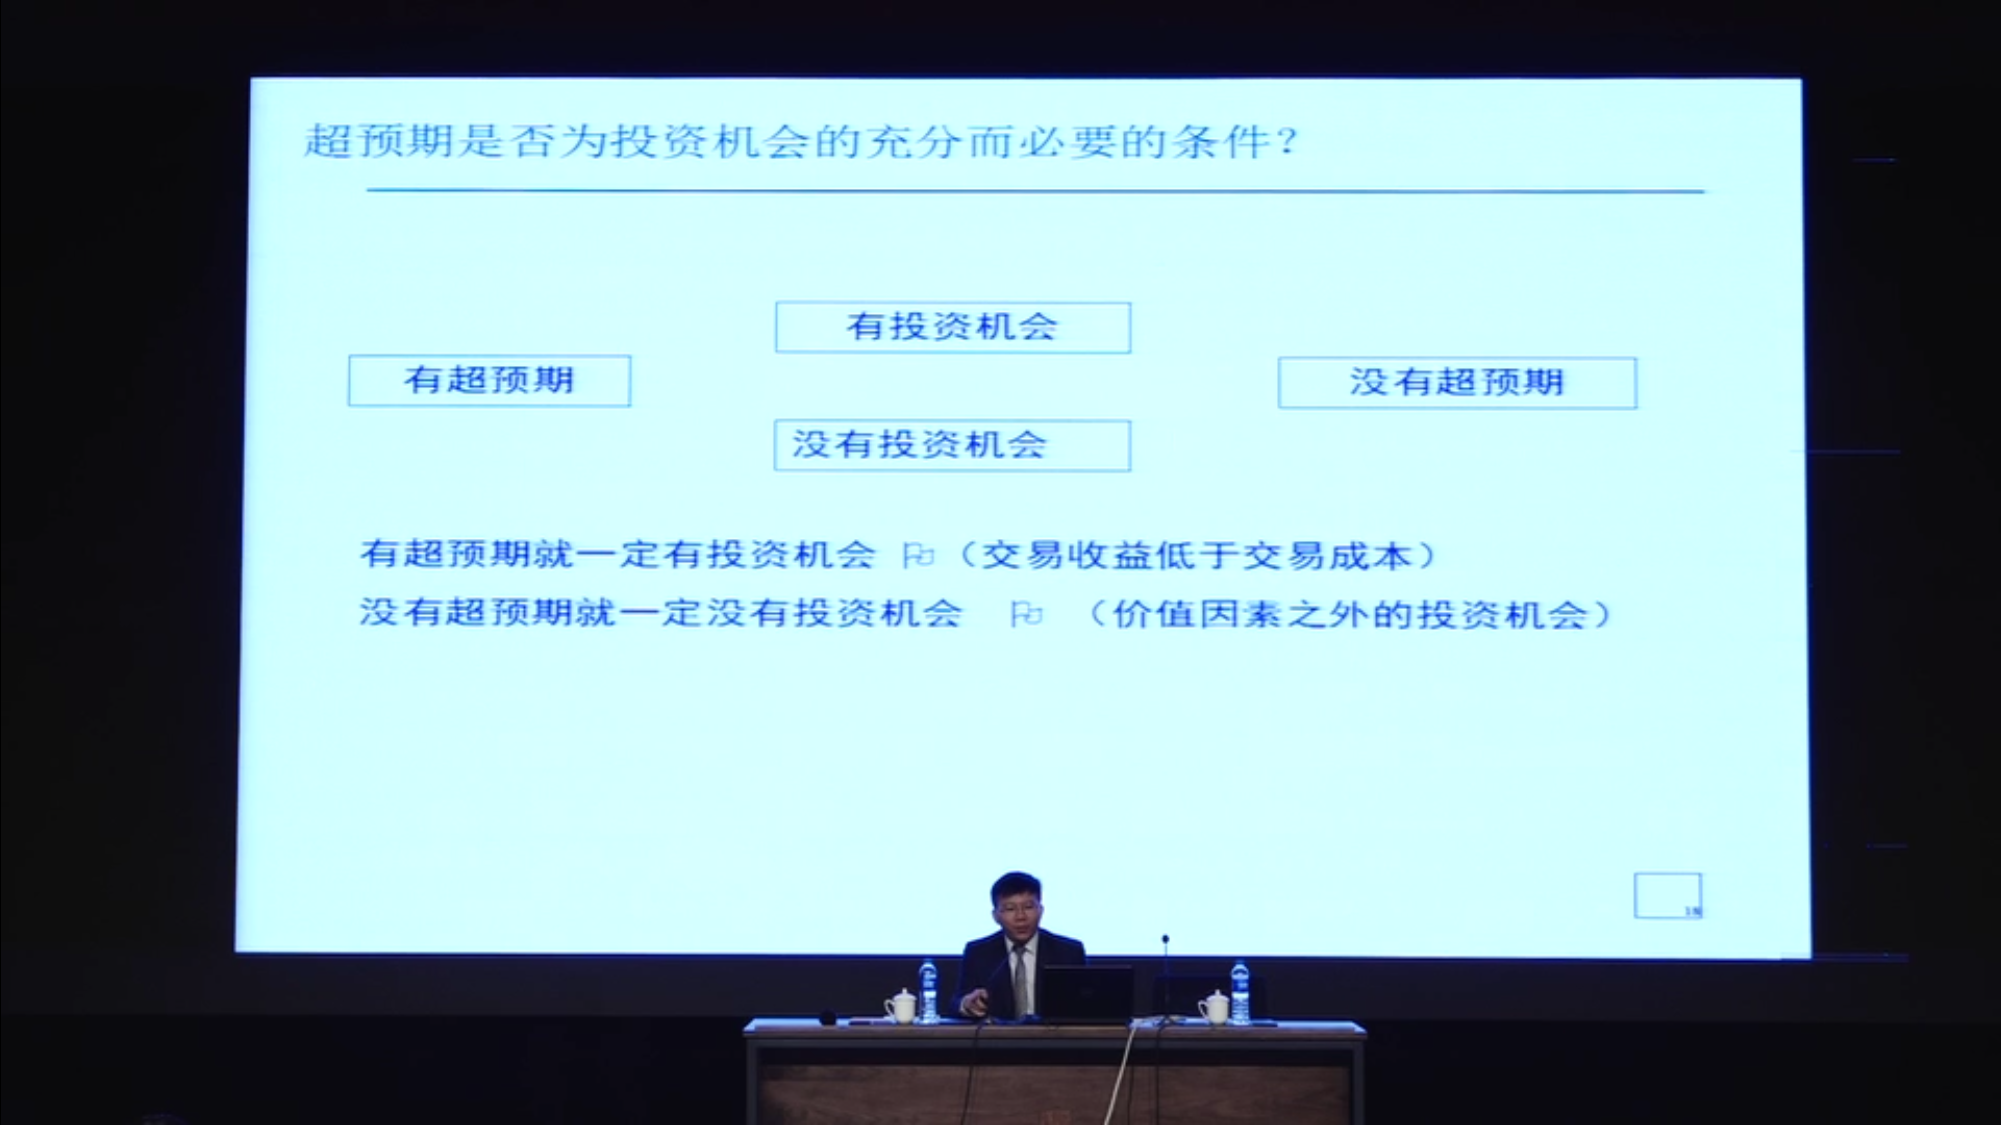 超预期是否为投资机会的充分而必要的条件?
有投资机会
有超预期
没有超预期
没有投资机会
有超预期就一定有投资机会 (交易收益低于交易成本)
没有超预期就一定没有投资机会 (价值因素之外的投资机会)